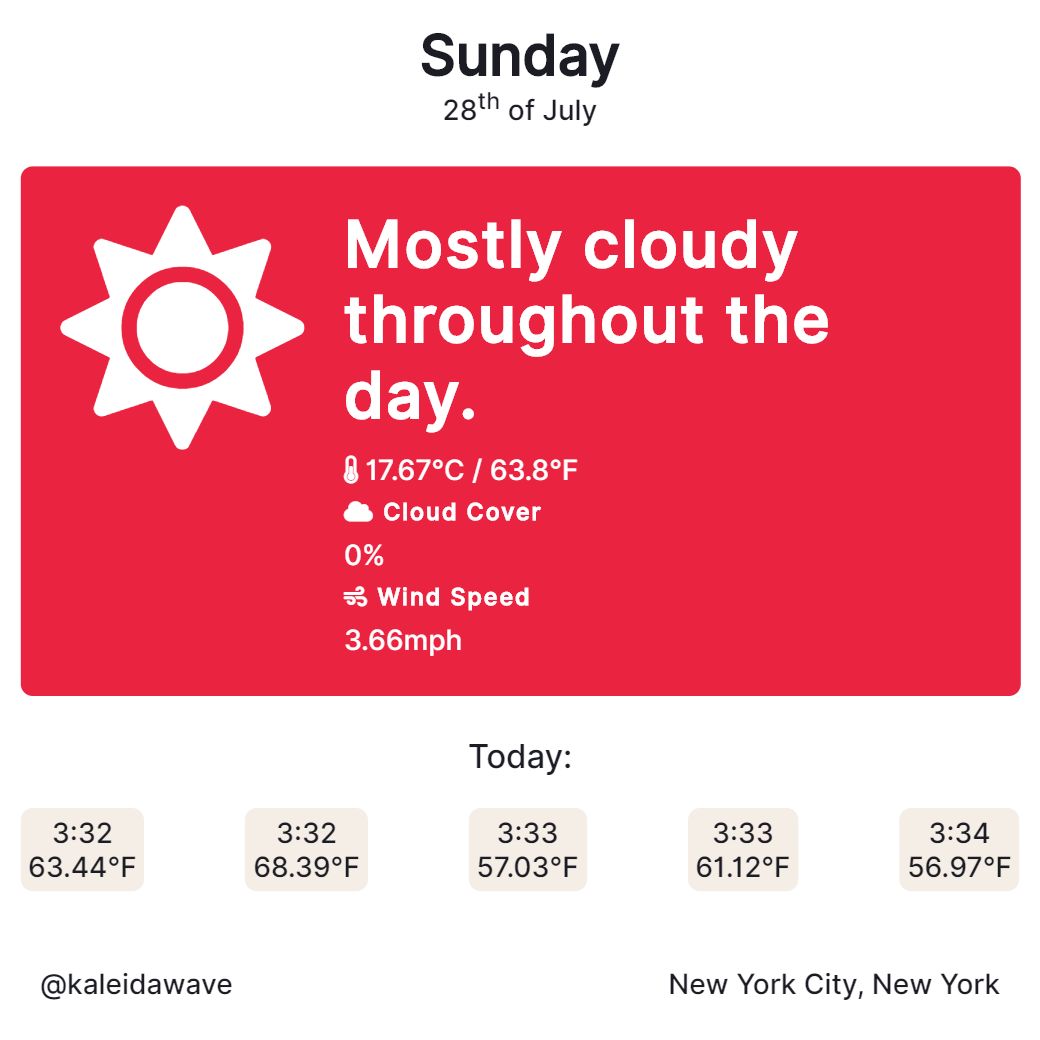 Sunday
28th of July
Mostly cloudy
throughout the
day.
17.67°C / 63.8°F
Cloud Cover
0%
Wind Speed
3.66mph
Today:
3:32 3:32 3:33 3:33 3:34
63.44°F 68.39°F 57.03°F 61.12°F 56.97°F
@kaleidawave New York City, New York